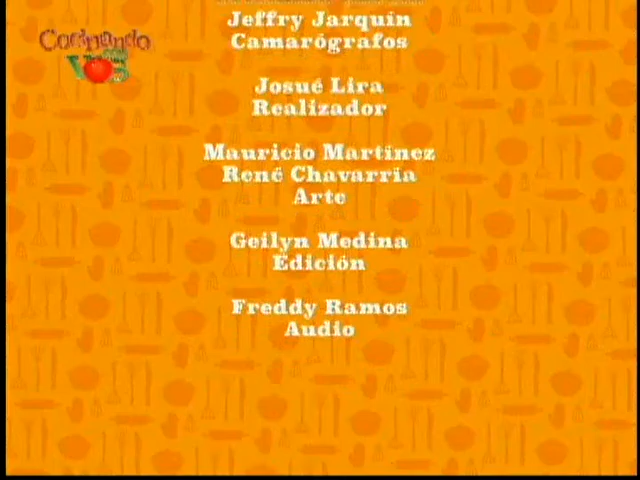 Cocinando
VOS
Jeffry Jarquín
Camarógrafos
Josué Lira
Realizador
Mauricio Martínez
René Chavarría
Arte
Geilyn Medina
Edición
Freddy Ramos
Audio